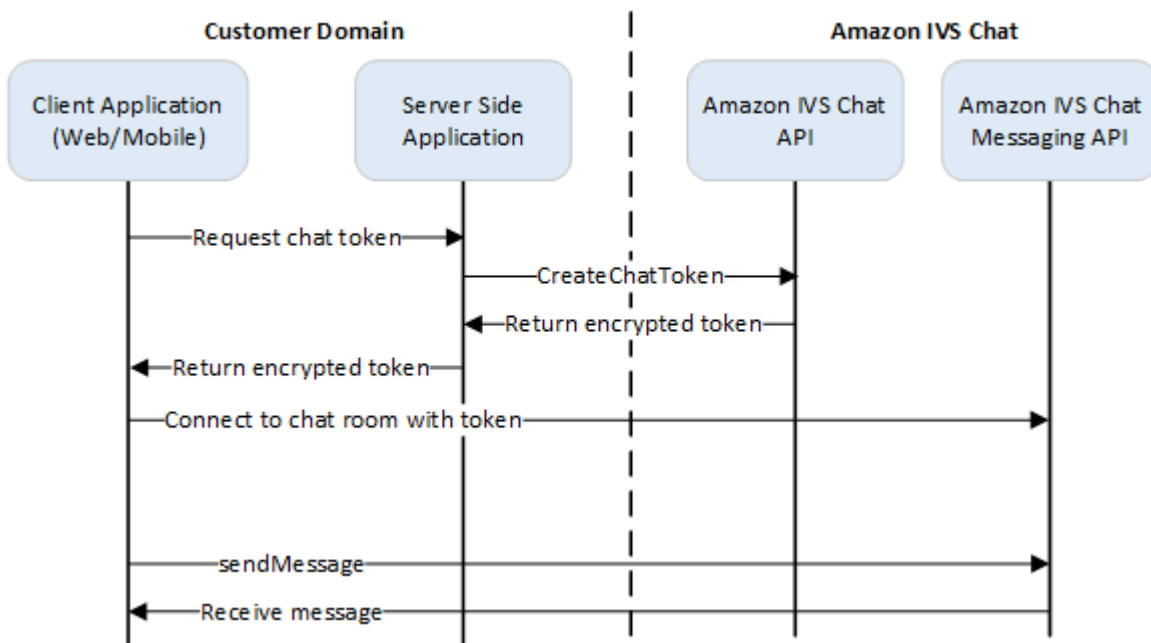 Customer Domain
Amazon IVS Chat
Client Application
(Web/Mobile)
Server Side
Application
Amazon IVS Chat
API
Amazon IVS Chat
Messaging API
Request chat token
CreateChatToken
Return encrypted token
Return encrypted token
Connect to chat room with token
sendMessage
Receive message